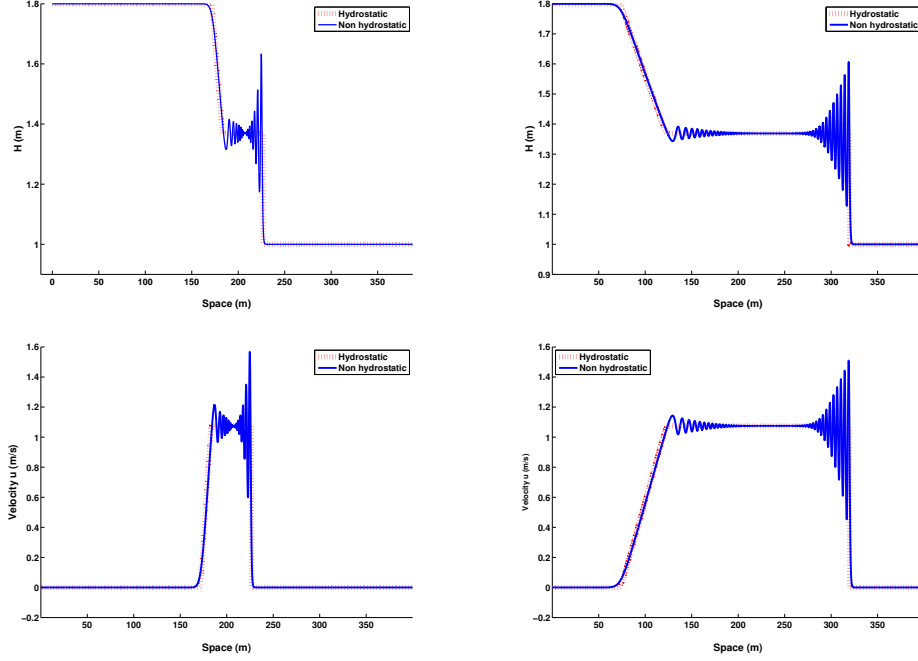 1.8
1.6
1.4
1.2
1
H (m)
0 50 100 150 200 250 300 350
Space (m)
Hydrostatic
Non hydrostatic
1.8
1.7
1.6
1.5
1.4
1.3
1.2
1.1
1
0.9
H (m)
50 100 150 200 250 300 350
Space (m)
Hydrostatic
Non hydrostatic
1.6
1.4
1.2
1
0.8
0.6
0.4
0.2
0
−0.2
Velocity u (m/s)
50 100 150 200 250 300 350
Space (m)
Hydrostatic
Non hydrostatic
1.6
1.4
1.2
1
0.8
0.6
0.4
0.2
0
−0.2
Velocity u (m/s)
50 100 150 200 250 300 350
Space (m)
Hydrostatic
Non hydrostatic